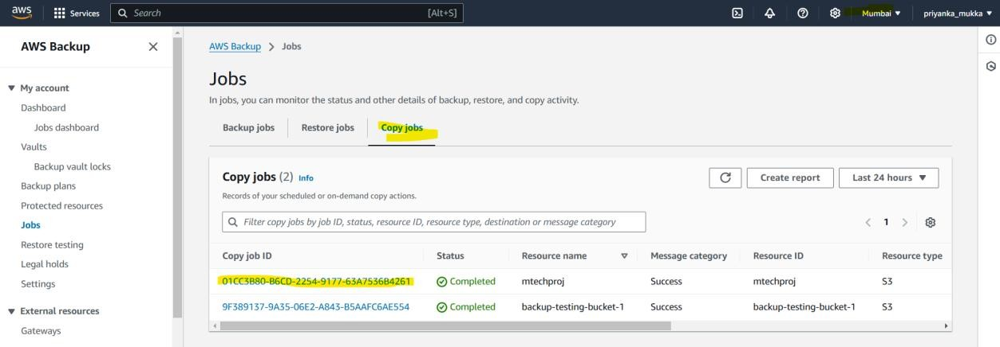 aws Services Search [Alt+S] Mumbai priyanka_mukka
AWS Backup
My account
Dashboard
Jobs dashboard
Vaults
Backup vault locks
Backup plans
Protected resources
Jobs
Restore testing
Legal holds
Settings
External resources
Gateways
AWS Backup > Jobs
Jobs
In jobs, you can monitor the status and other details of backup, restore, and copy activity.
Backup jobs Restore jobs Copy jobs
Copy jobs (2) Info Create report Last 24 hours
Records of your scheduled or on-demand copy actions.
Filter copy jobs by job ID, status, resource ID, resource type, destination or message category 1
Copy job ID Status Resource name Message category Resource ID Resource type
01CC3B80-B6CD-2254-9177-63A7536B4261 Completed mtechproj Success mtechproj S3
9F389137-9A35-06E2-A843-B5AAFC6AE554 Completed backup-testing-bucket-1 Success backup-testing-bucket-1 S3